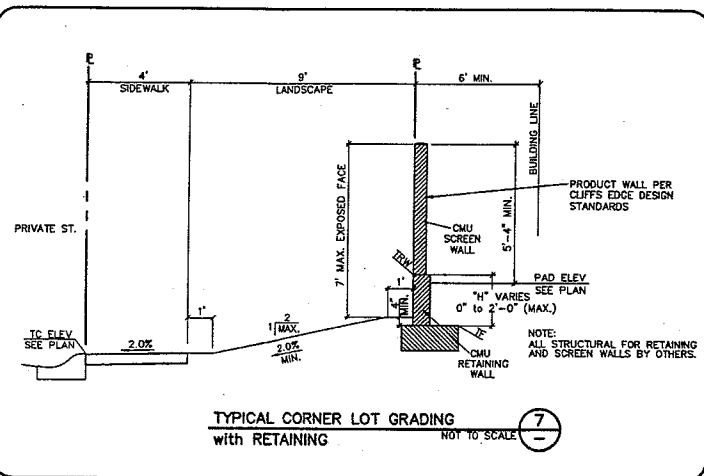 PL
PL
4'
SIDEWALK
9'
LANDSCAPE
6' MIN.
BUILDING LINE
7' MAX. EXPOSED FACE
PRODUCT WALL PER
CLIFFS EDGE DESIGN
STANDARDS
5'-4" MIN.
CMU
SCREEN
WALL
PRIVATE ST.
TRW
1'
PAD ELEV
SEE PLAN
"H" VARIES
0" to 2'-0" (MAX.)
4"
MIN.
1"
2
1 MAX.
TC ELEV
SEE PLAN
2.0%
2.0%
MIN.
TF
CMU
RETAINING
WALL
NOTE:
ALL STRUCTURAL FOR RETAINING
AND SCREEN WALLS BY OTHERS.
TYPICAL CORNER LOT GRADING
with RETAINING
NOT TO SCALE
7
–